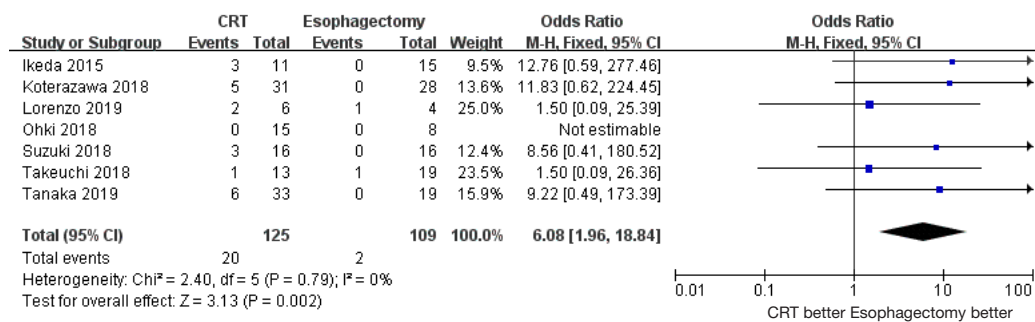 CRT Esophagectomy Odds Ratio Odds Ratio
Study or Subgroup Events Total Events Total Weight M-H, Fixed, 95% CI M-H, Fixed, 95% CI
Ikeda 2015 3 11 0 15 9.5% 12.76 [0.59, 277.46]
Koterazawa 2018 5 31 0 28 13.6% 11.83 [0.62, 224.45]
Lorenzo 2019 2 6 1 4 25.0% 1.50 [0.09, 25.39]
Ohki 2018 0 15 0 8 Not estimable
Suzuki 2018 3 16 0 16 12.4% 8.56 [0.41, 180.52]
Takeuchi 2018 1 13 1 19 23.5% 1.50 [0.09, 26.36]
Tanaka 2019 6 33 0 19 15.9% 9.22 [0.49, 173.39]
Total (95% CI) 125 109 100.0% 6.08 [1.96, 18.84]
Total events 20 2
Heterogeneity: Chi² = 2.40, df = 5 (P = 0.79); I² = 0%
Test for overall effect: Z = 3.13 (P = 0.002)
0.01 0.1 1 10 100
CRT better Esophagectomy better